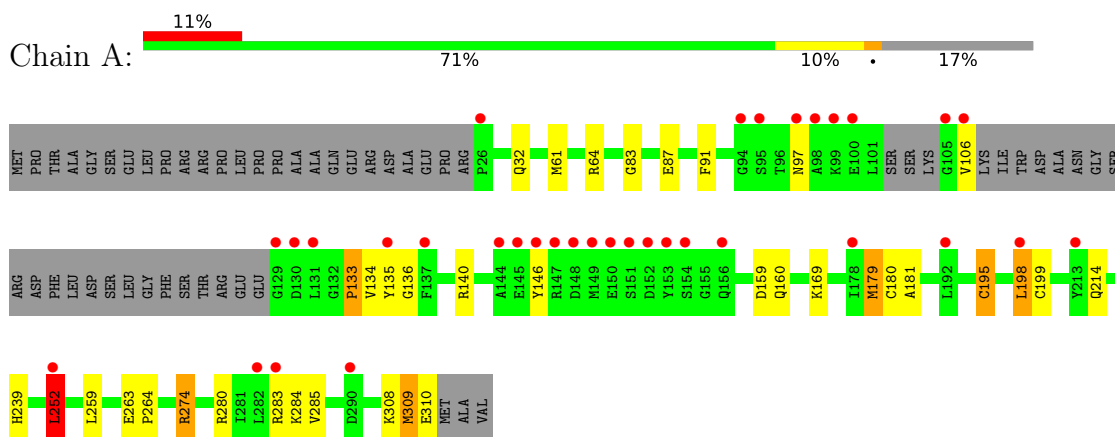 11%
Chain A:
71% 10% • 17%
MET PRO THR ALA GLY SER GLU LEU PRO ARG ARG PRO LEU PRO PRO ALA ALA GLN GLU ARG ASP ALA GLU PRO ARG P26 Q32 M61 R64 G83 E87 F91 G94 S95 T96 N97 A98 K99 E100 L101 SER SER LYS G105 V106 LYS ILE TRP ASP ALA ASN GLY SER
ARG ASP PHE LEU ASP SER LEU GLY PHE SER THR ARG GLU GLU G129 D130 L131 G132 P133 V134 Y135 G136 F137 R140 A144 E145 Y146 R147 D148 M149 E150 S151 D152 Y153 S154 G155 Q156 D159 Q160 K169 I178 M179 C180 A181 L192 C195 L198 C199 Y213 Q214
H239 L252 L259 E263 P264 R274 R280 I281 L282 R283 K284 V285 D290 K308 M309 E310 MET ALA VAL